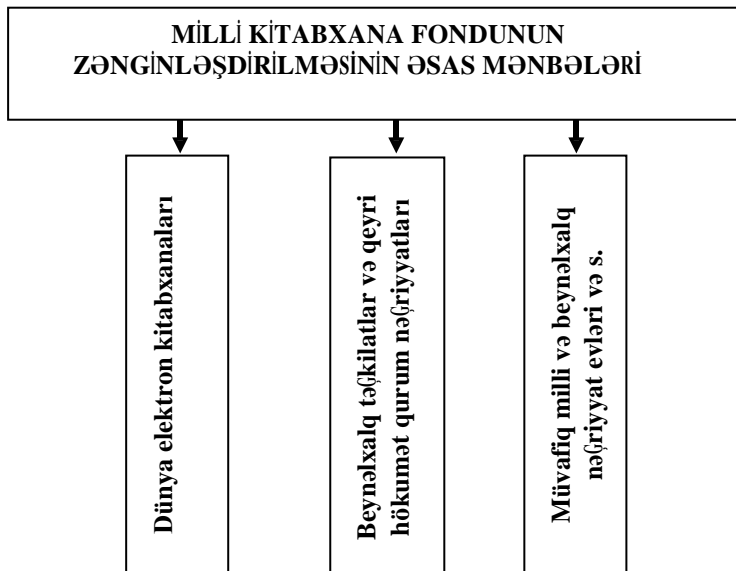 MİLLİ KİTABXANA FONDUNUN
ZƏNGİNLƏŞDİRİLMƏSİNİN ƏSAS MƏNBƏLƏRİ
Dünya elektron kitabxanaları
Beynəlxalq təşkilatlar və qeyri
hökumət qurum nəşriyyatları
Müvafiq milli və beynəlxalq
nəşriyyat evləri və s.